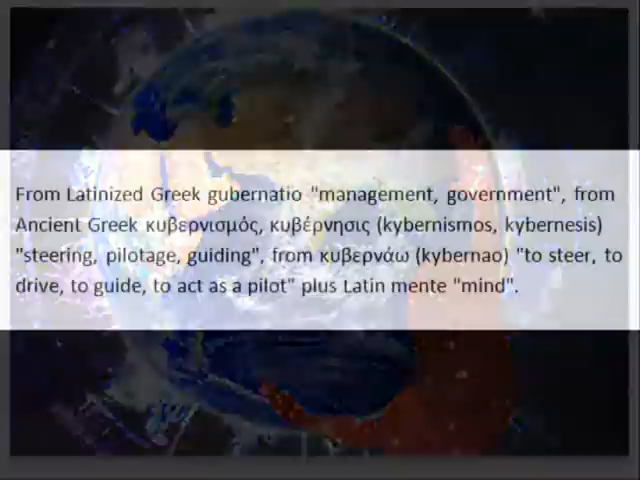 From Latinized Greek gubernatio "management, government", from
Ancient Greek κυβερνισμός, κυβέρνησις (kybernismos, kybernesis)
"steering, pilotage, guiding", from κυβερνάω (kybernao) "to steer, to
drive, to guide, to act as a pilot" plus Latin mente "mind".